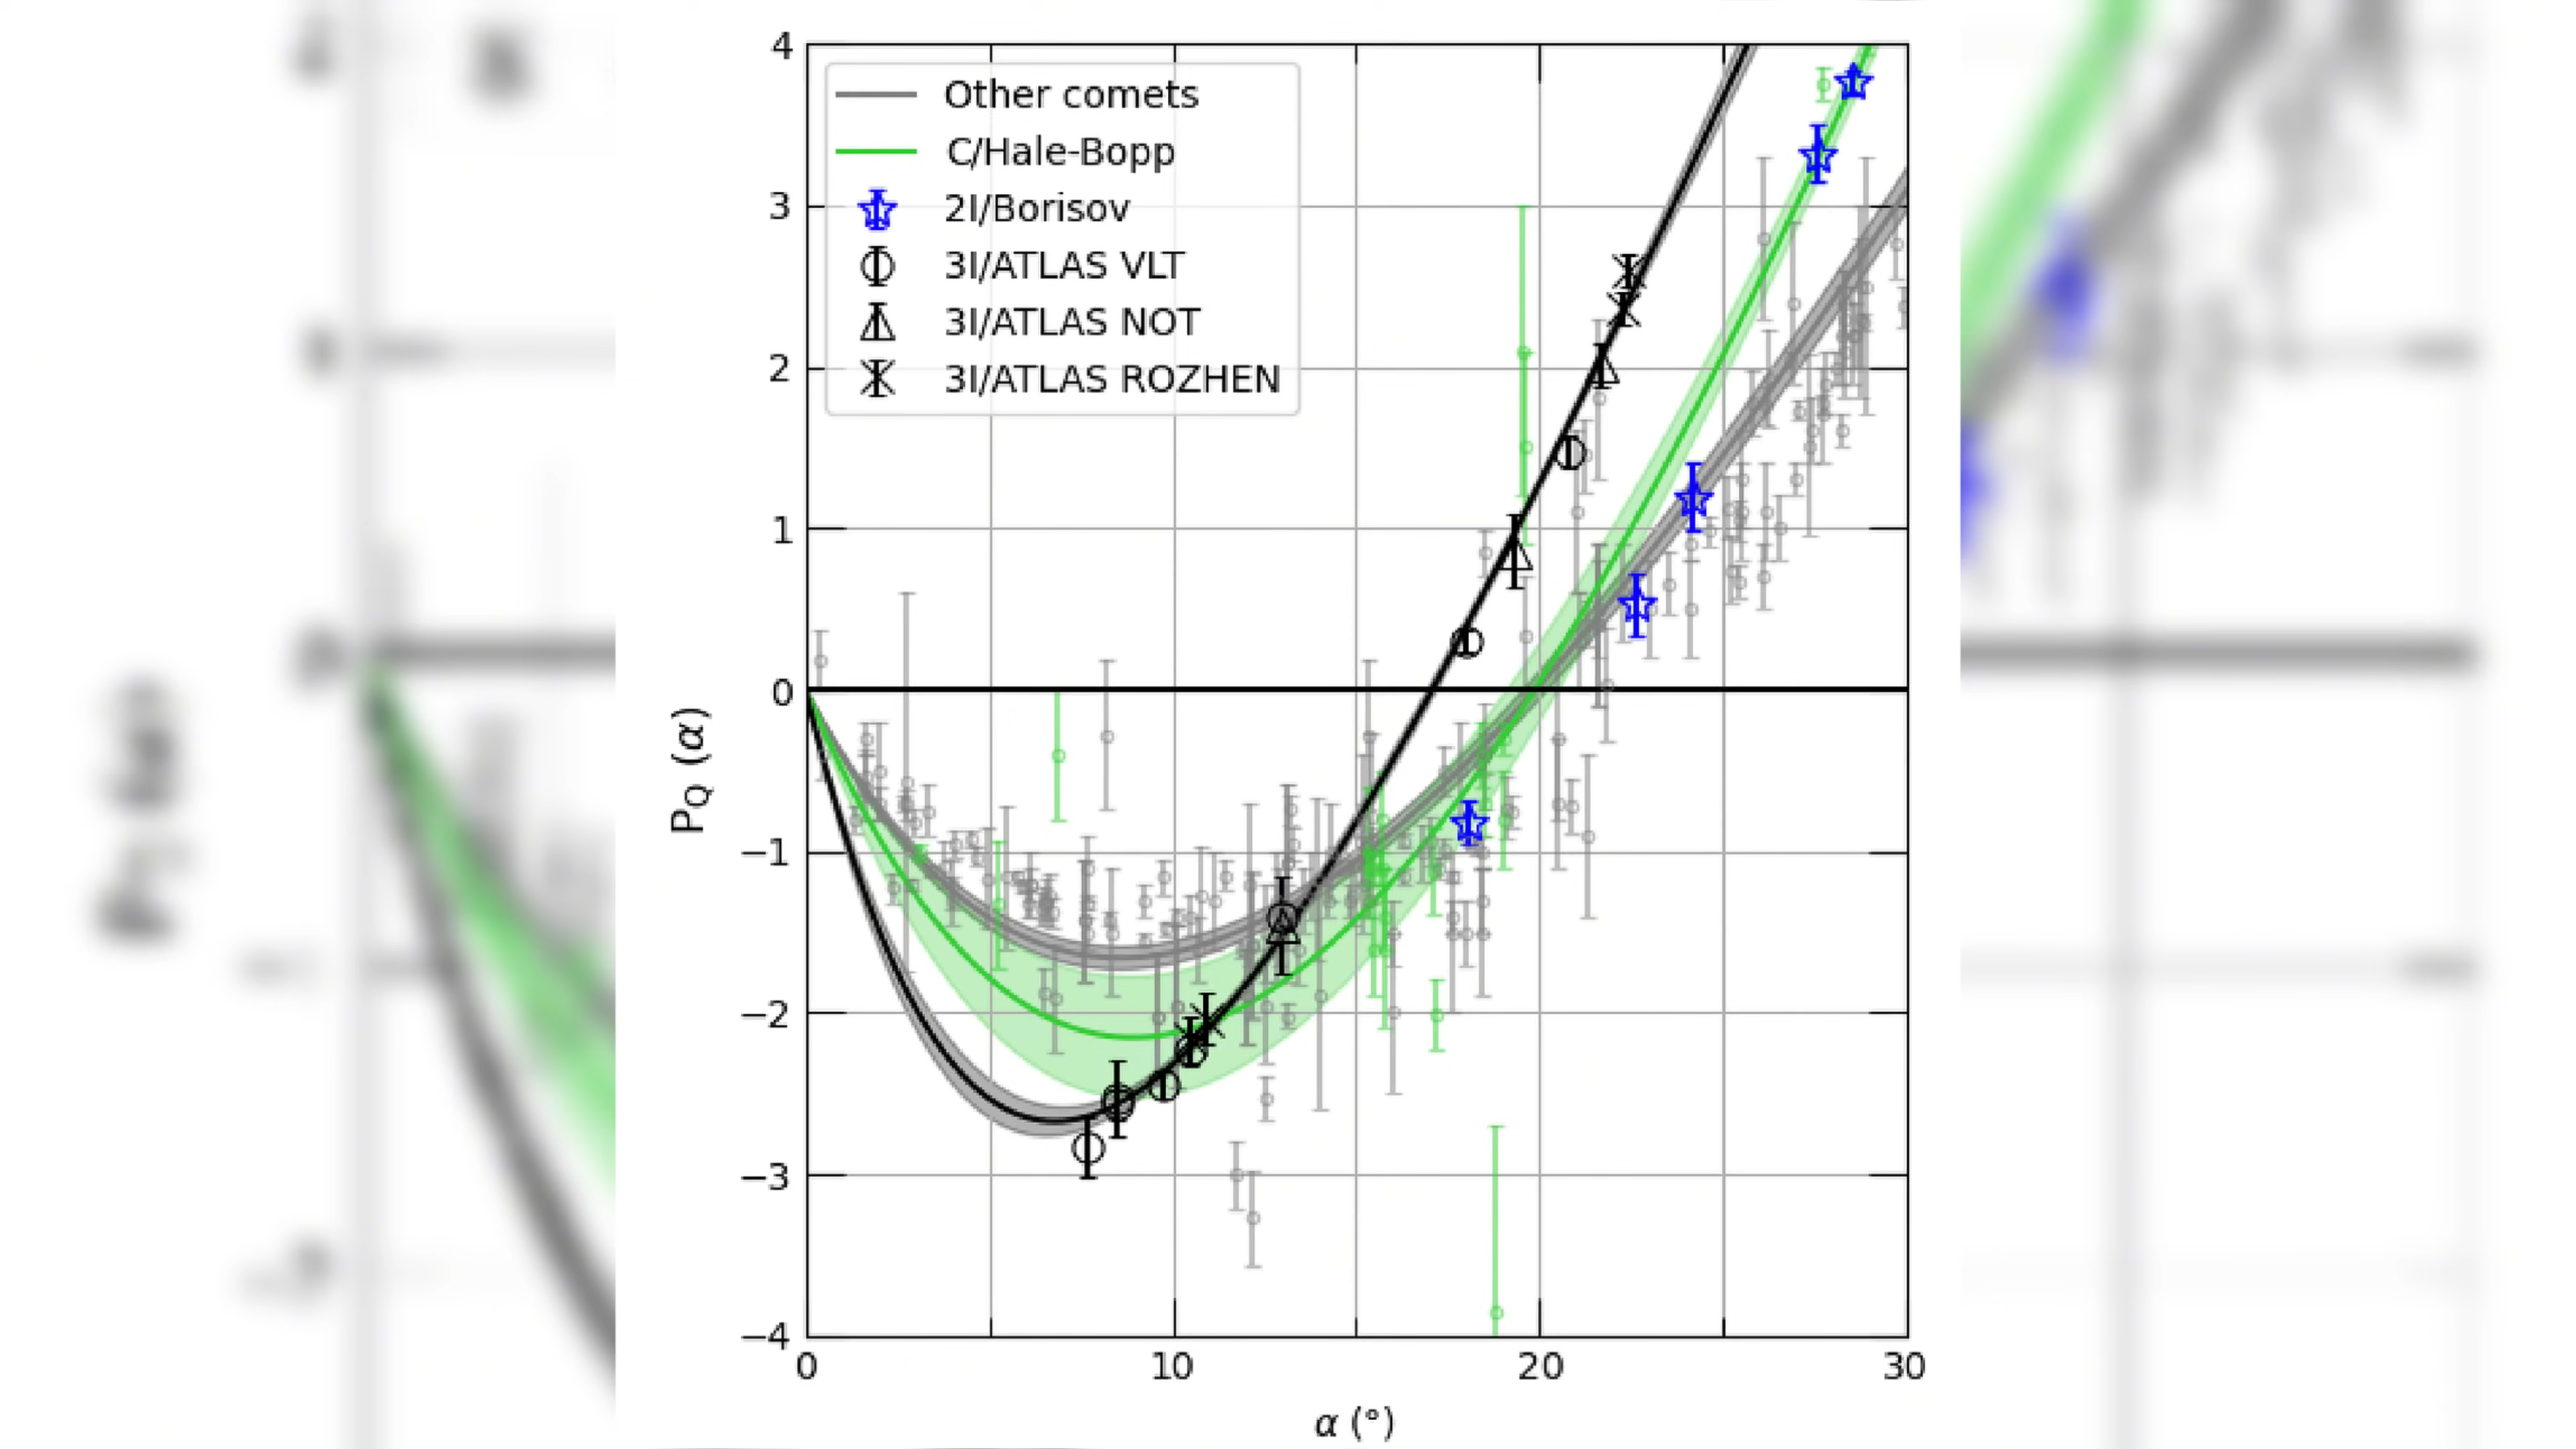 4
3
2
1
0
−1
−2
−3
−4
P_Q (α)
Other comets
C/Hale-Bopp
2I/Borisov
3I/ATLAS VLT
3I/ATLAS NOT
3I/ATLAS ROZHEN
0 10 20 30
α (°)